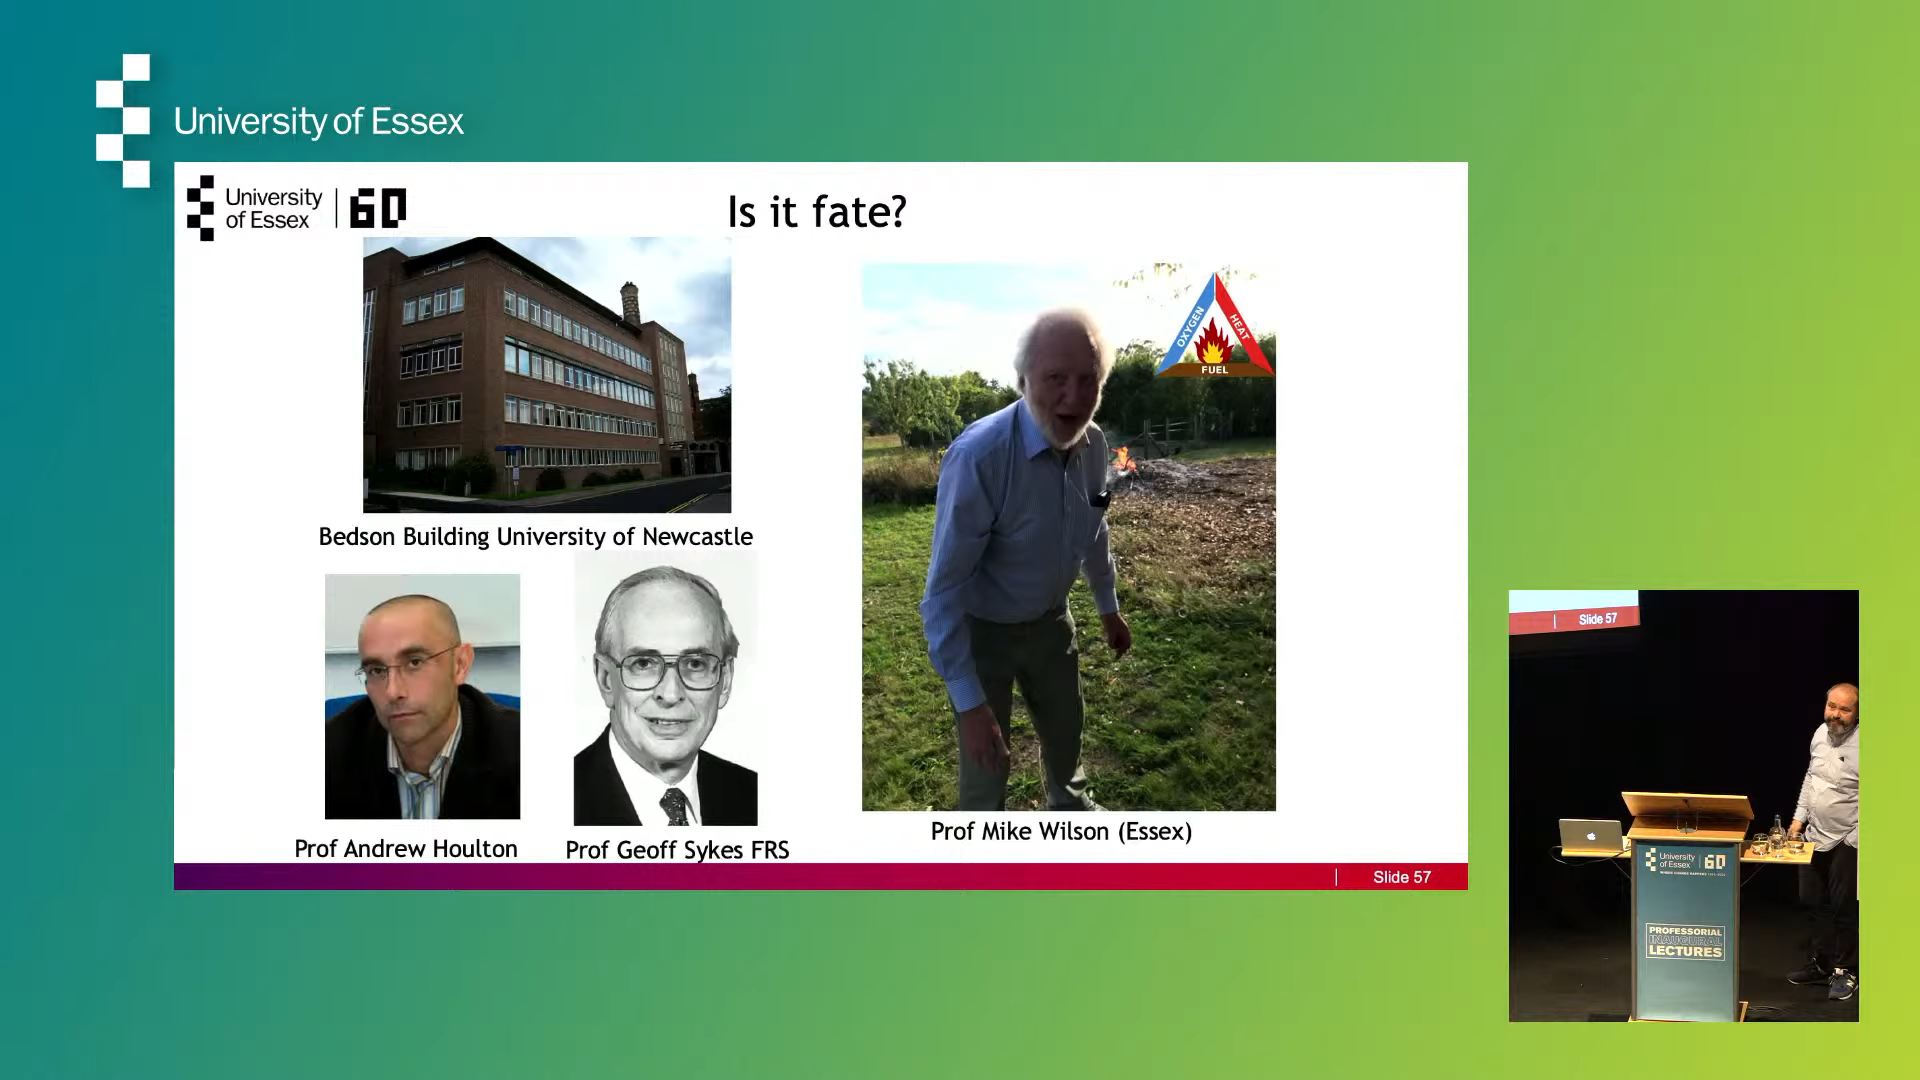 University of Essex
University
of Essex
60
Is it fate?
OXYGEN
HEAT
FUEL
Bedson Building University of Newcastle
Prof Andrew Houlton
Prof Geoff Sykes FRS
Prof Mike Wilson (Essex)
Slide 57
Slide 57
University
of Essex
60
PROFESSORIAL
INAUGURAL
LECTURES